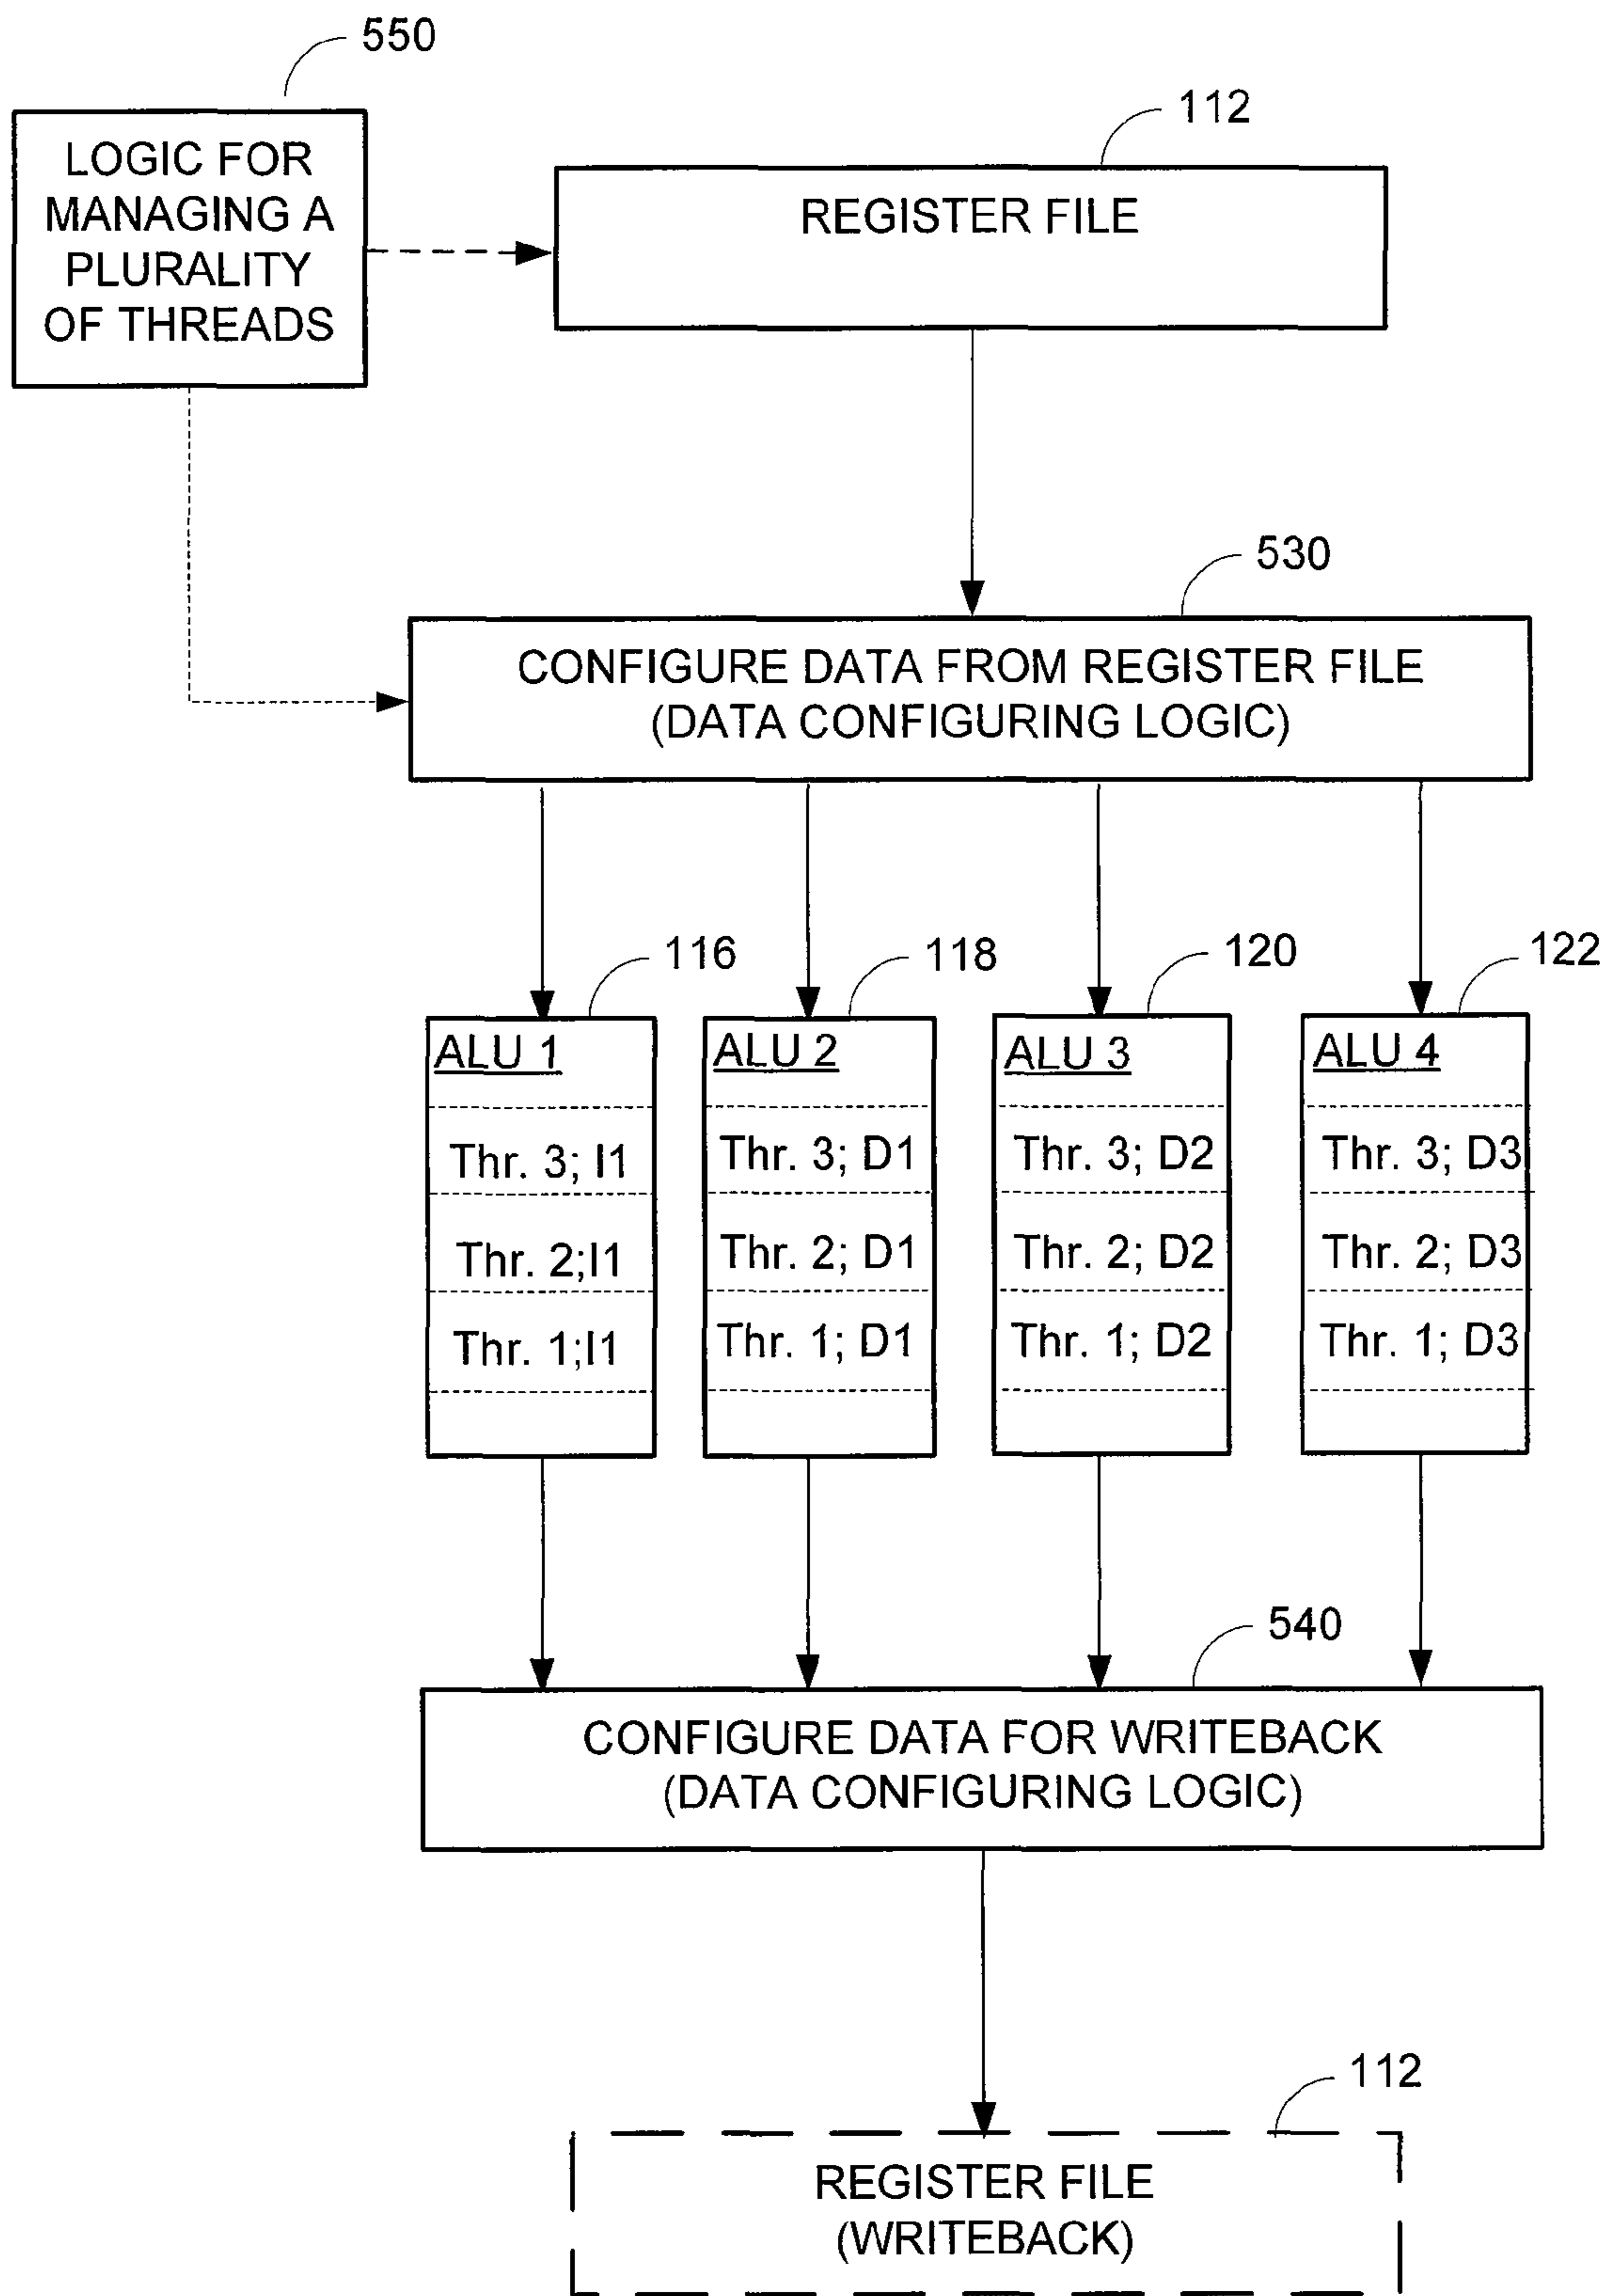 550
LOGIC FOR
MANAGING A
PLURALITY
OF THREADS
112
REGISTER FILE
530
CONFIGURE DATA FROM REGISTER FILE
(DATA CONFIGURING LOGIC)
116
118
120
122
ALU 1
Thr. 3; I1
Thr. 2;I1
Thr. 1;I1
ALU 2
Thr. 3; D1
Thr. 2; D1
Thr. 1; D1
ALU 3
Thr. 3; D2
Thr. 2; D2
Thr. 1; D2
ALU 4
Thr. 3; D3
Thr. 2; D3
Thr. 1; D3
540
CONFIGURE DATA FOR WRITEBACK
(DATA CONFIGURING LOGIC)
112
REGISTER FILE
(WRITEBACK)